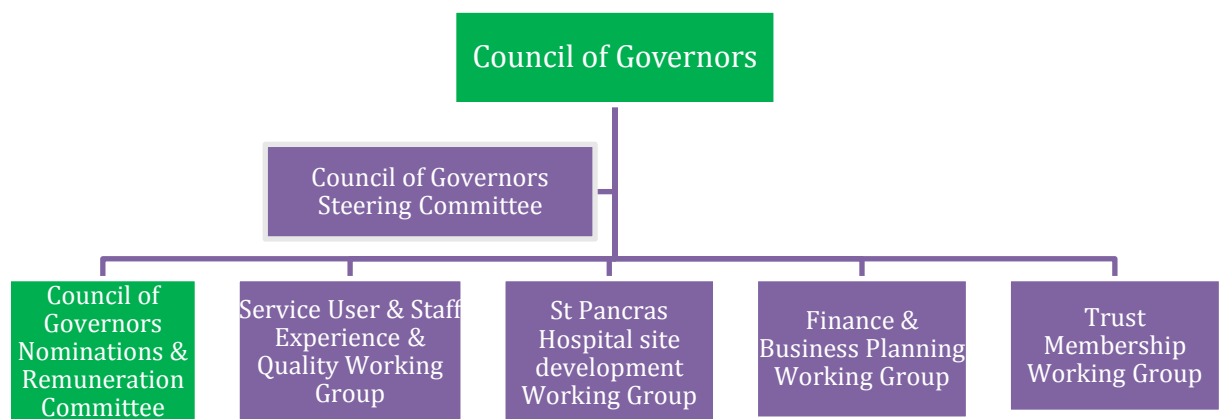 Council of Governors
Council of Governors
Steering Committee
Council of
Governors
Nominations &
Remuneration
Committee
Service User & Staff
Experience &
Quality Working
Group
St Pancras
Hospital site
development
Working Group
Finance &
Business Planning
Working Group
Trust
Membership
Working Group